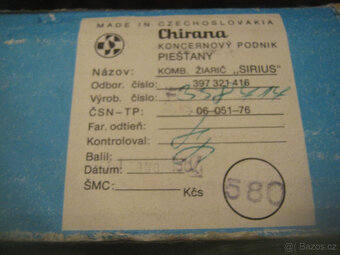 MADE IN CZECHOSLOVAKIA
Chirana
KONCERNOVÝ PODNIK
PIEŠŤANY
Názov: KOMB. ŽIARIČ „SIRIUS"
Odbor. číslo: 397 321 416
Výrob. číslo: 358414
ČSN-TP: 06-051-76
Far. odtieň:
Kontroloval:
Balil:
Dátum:
ŠMC: Kčs
580
Bazos.cz